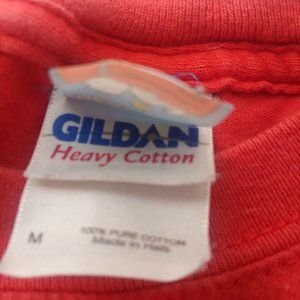 GILDAN
Heavy Cotton
M
100% PURE COTTON
Made in Haiti